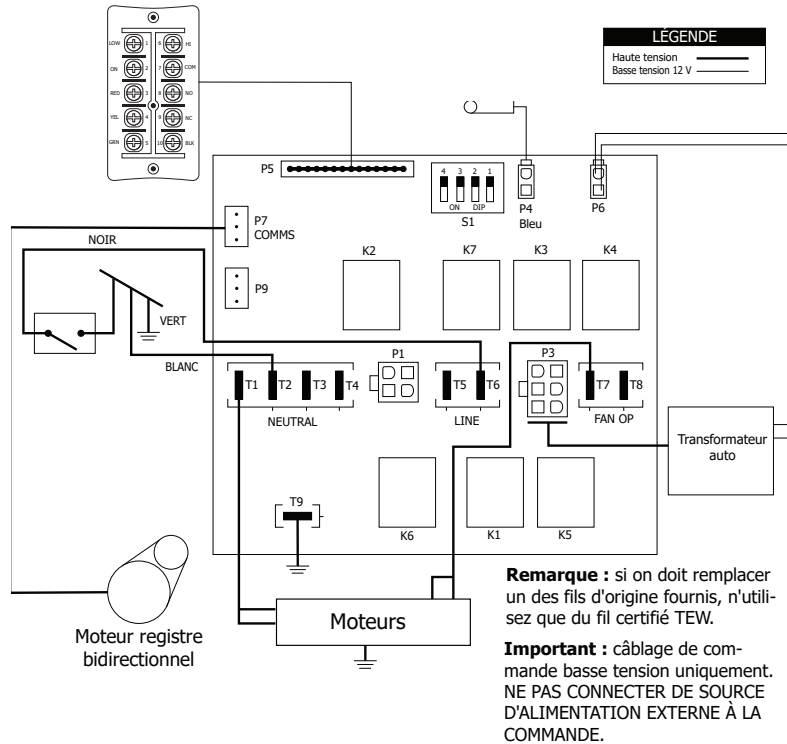 LÉGENDE
Haute tension
Basse tension 12 V
LOW 1 6 HI
ON 2 7 COM
RED 3 8 NO
YEL 4 9 NC
GRN 5 10 BLK
P5
4 3 2 1
ON DIP
S1
P4
Bleu
P6
P7
COMMS
NOIR
K2
K7
K3
K4
P9
VERT
BLANC
P1
P3
T1
T2
T3
T4
T5
T6
T7
T8
NEUTRAL
LINE
FAN OP
Transformateur
auto
T9
K6
K1
K5
Moteurs
Moteur registre
bidirectionnel
Remarque : si on doit remplacer
un des fils d'origine fournis, n'utili-
sez que du fil certifié TEW.
Important : câblage de com-
mande basse tension uniquement.
NE PAS CONNECTER DE SOURCE
D'ALIMENTATION EXTERNE À LA
COMMANDE.